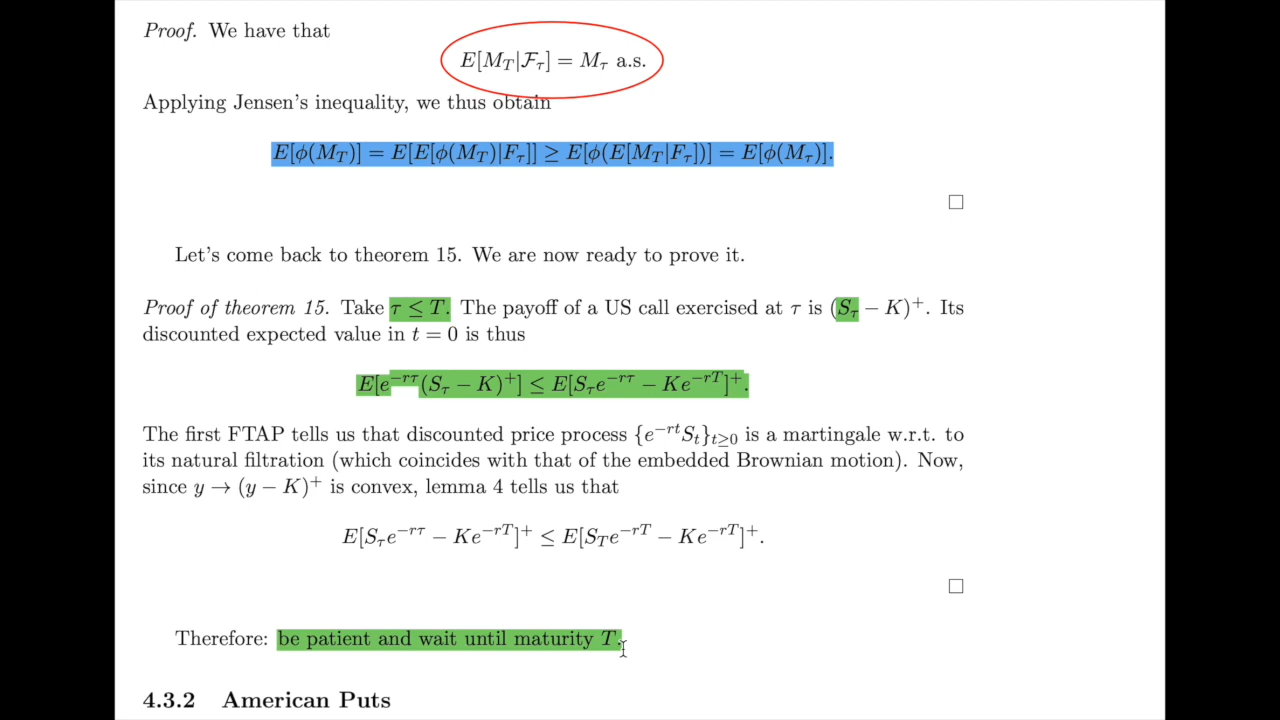 Proof. We have that
E[M_T|ℱ_τ] = M_τ a.s.
Applying Jensen's inequality, we thus obtain
E[ϕ(M_T)] = E[E[ϕ(M_T)|F_τ]] ≥ E[ϕ(E[M_T|F_τ])] = E[ϕ(M_τ)].
□
Let's come back to theorem 15. We are now ready to prove it.
Proof of theorem 15. Take τ ≤ T. The payoff of a US call exercised at τ is (S_τ − K)^+. Its
discounted expected value in t = 0 is thus
E[e^{−rτ}(S_τ − K)^+] ≤ E[S_τe^{−rτ} − Ke^{−rT}]^+.
The first FTAP tells us that discounted price process {e^{−rt}S_t}_{t≥0} is a martingale w.r.t. to
its natural filtration (which coincides with that of the embedded Brownian motion). Now,
since y → (y − K)^+ is convex, lemma 4 tells us that
E[S_τe^{−rτ} − Ke^{−rT}]^+ ≤ E[S_Te^{−rT} − Ke^{−rT}]^+.
□
Therefore: be patient and wait until maturity T.
4.3.2 American Puts